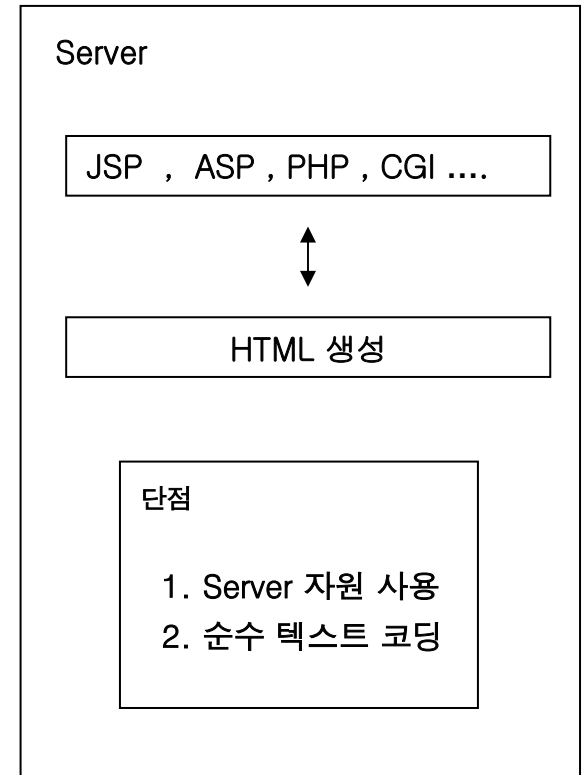 Server
JSP , ASP , PHP , CGI ....
HTML 생성
단점
1. Server 자원 사용
2. 순수 텍스트 코딩